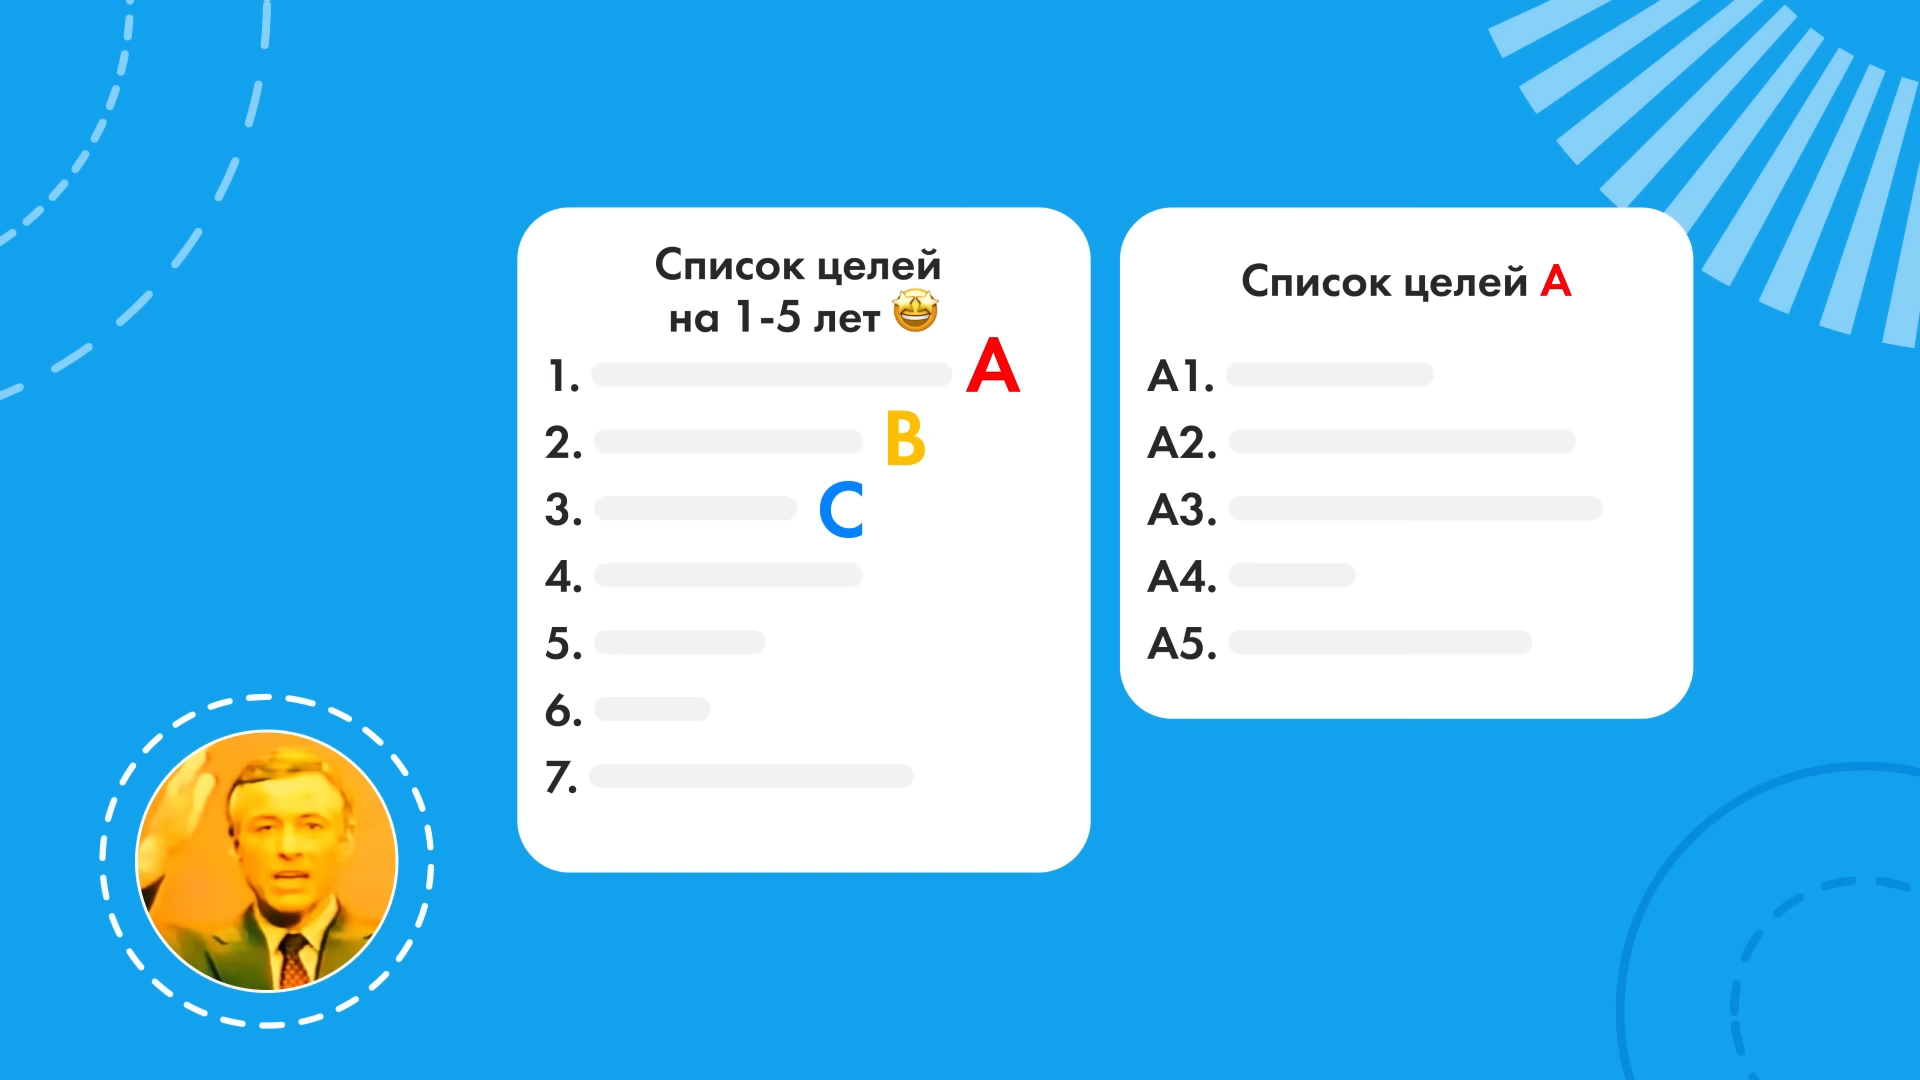 Список целей
на 1-5 лет 🤩
1. A
2. B
3. C
4.
5.
6.
7.
Список целей A
A1.
A2.
A3.
A4.
A5.